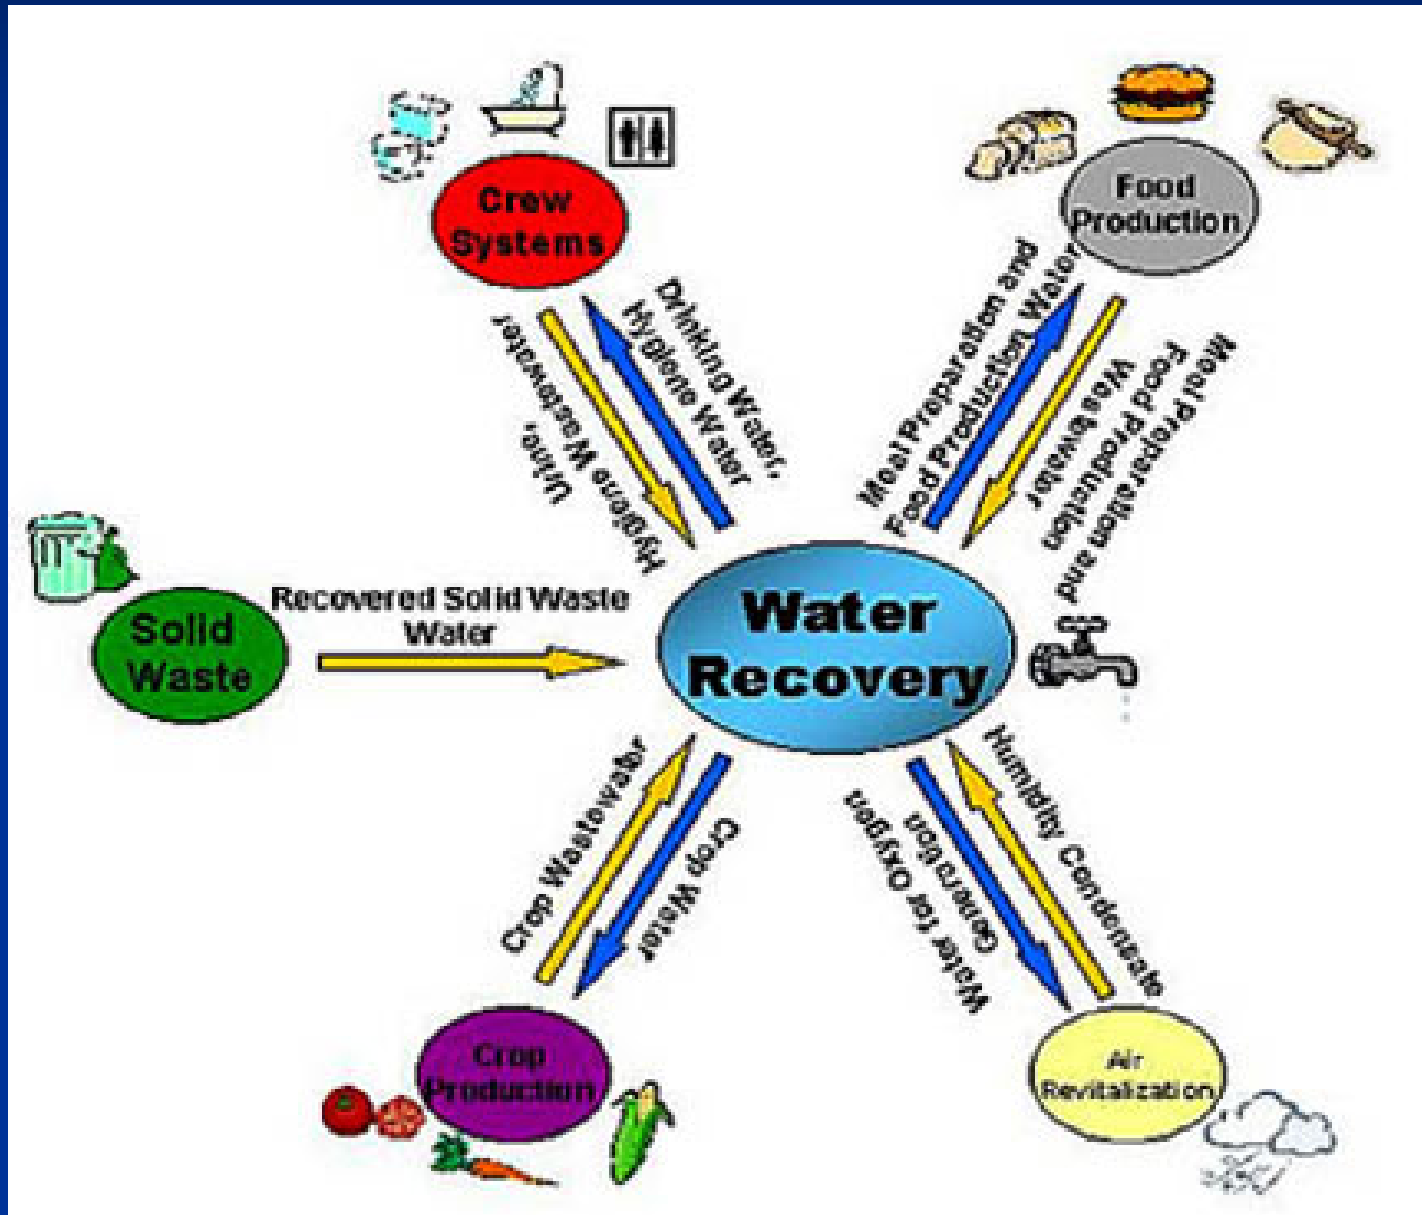 Crew
Systems
Food
Production
Drinking Water,
Hygiene Water
Urine,
Hygiene Wastewater
Meal Preparation and
Food Production Water
Meal Preparation and
Food Production
Wastewater
Solid
Waste
Recovered Solid Waste
Water
Water
Recovery
Crop Wastewater
Crop Water
Water for Oxygen
Generation
Humidity Condensate
Crop
Production
Air
Revitalization